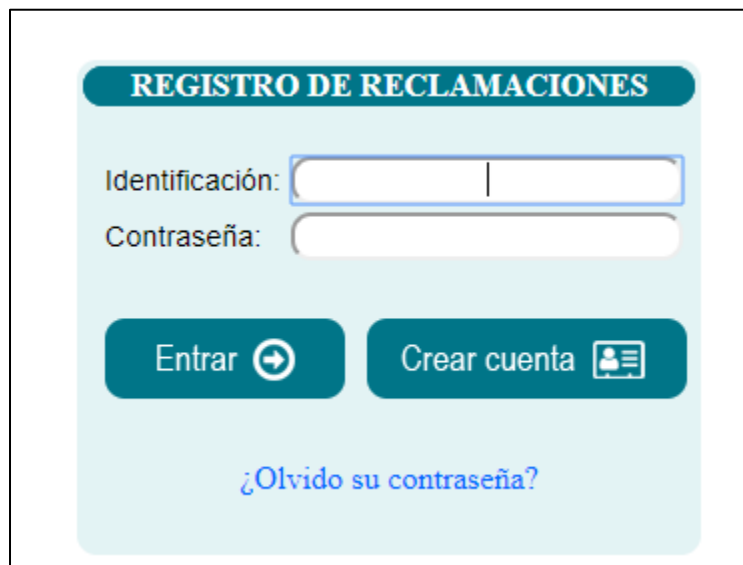 REGISTRO DE RECLAMACIONES
Identificación:
Contraseña:
Entrar Crear cuenta
¿Olvido su contraseña?